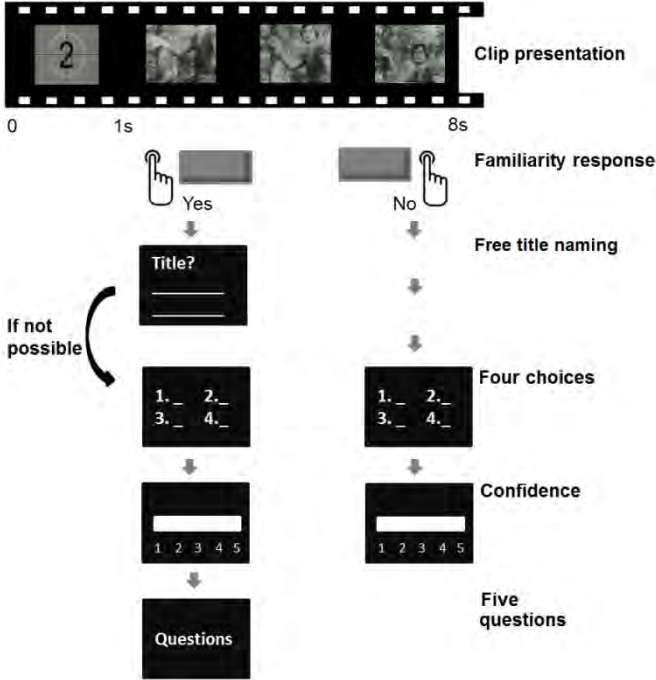 2
Clip presentation
0 1s 8s
Familiarity response
Yes No
Free title naming
Title?
If not
possible
Four choices
1._ 2._
3._ 4._
1._ 2._
3._ 4._
Confidence
1 2 3 4 5
1 2 3 4 5
Five
questions
Questions